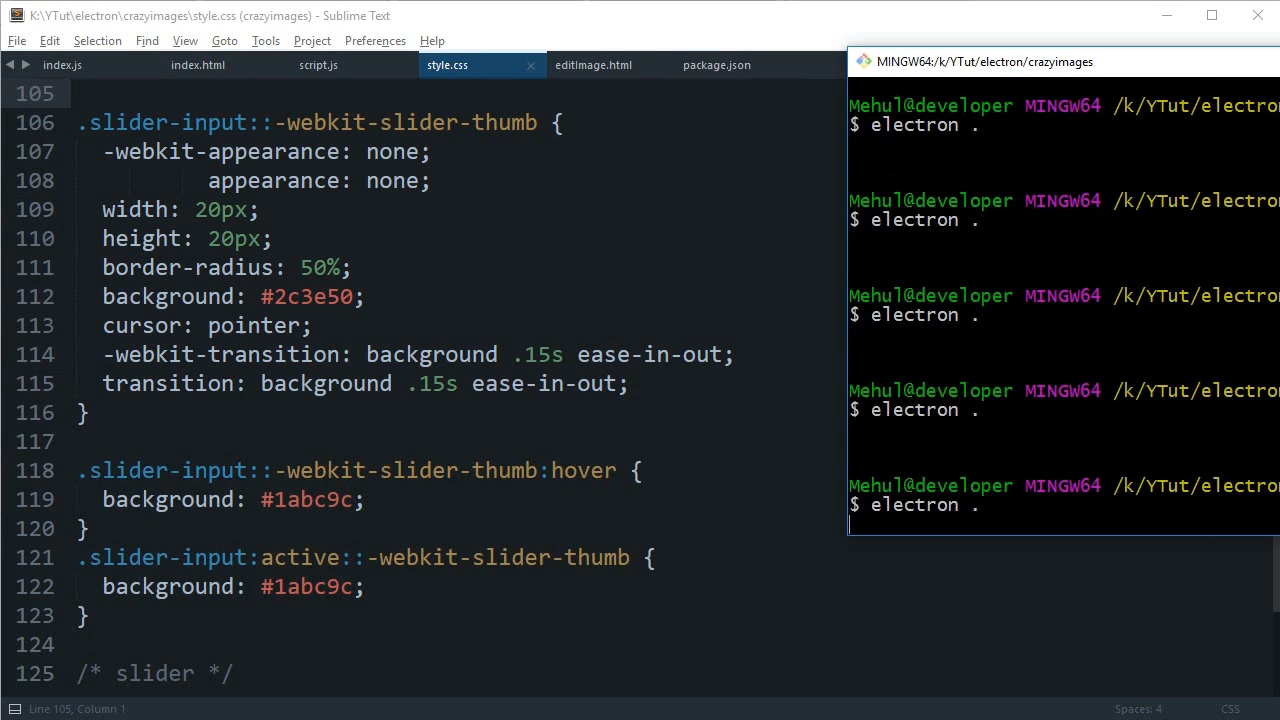 K:\YTut\electron\crazyimages\style.css (crazyimages) - Sublime Text
File Edit Selection Find View Goto Tools Project Preferences Help
index.js index.html script.js style.css × editImage.html package.json
105
106 .slider-input::-webkit-slider-thumb {
107 -webkit-appearance: none;
108 appearance: none;
109 width: 20px;
110 height: 20px;
111 border-radius: 50%;
112 background: #2c3e50;
113 cursor: pointer;
114 -webkit-transition: background .15s ease-in-out;
115 transition: background .15s ease-in-out;
116 }
117
118 .slider-input::-webkit-slider-thumb:hover {
119 background: #1abc9c;
120 }
121 .slider-input:active::-webkit-slider-thumb {
122 background: #1abc9c;
123 }
124
125 /* slider */
Line 105, Column 1
Spaces: 4 CSS
MINGW64:/k/YTut/electron/crazyimages
Mehul@developer MINGW64 /k/YTut/electron
$ electron .
Mehul@developer MINGW64 /k/YTut/electron
$ electron .
Mehul@developer MINGW64 /k/YTut/electron
$ electron .
Mehul@developer MINGW64 /k/YTut/electron
$ electron .
Mehul@developer MINGW64 /k/YTut/electron
$ electron .